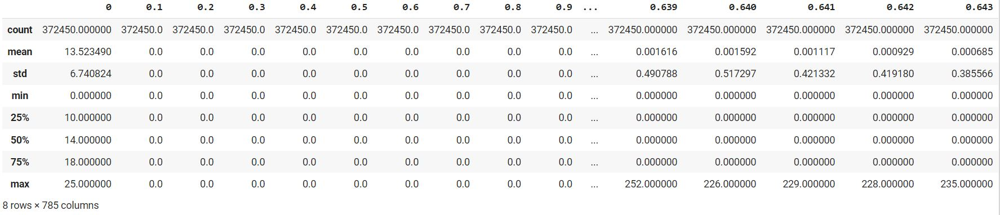 0 0.1 0.2 0.3 0.4 0.5 0.6 0.7 0.8 0.9 ... 0.639 0.640 0.641 0.642 0.643
count 372450.000000 372450.0 372450.0 372450.0 372450.0 372450.0 372450.0 372450.0 372450.0 372450.0 ... 372450.000000 372450.000000 372450.000000 372450.000000 372450.000000
mean 13.523490 0.0 0.0 0.0 0.0 0.0 0.0 0.0 0.0 0.0 ... 0.001616 0.001592 0.001117 0.000929 0.000685
std 6.740824 0.0 0.0 0.0 0.0 0.0 0.0 0.0 0.0 0.0 ... 0.490788 0.517297 0.421332 0.419180 0.385566
min 0.000000 0.0 0.0 0.0 0.0 0.0 0.0 0.0 0.0 0.0 ... 0.000000 0.000000 0.000000 0.000000 0.000000
25% 10.000000 0.0 0.0 0.0 0.0 0.0 0.0 0.0 0.0 0.0 ... 0.000000 0.000000 0.000000 0.000000 0.000000
50% 14.000000 0.0 0.0 0.0 0.0 0.0 0.0 0.0 0.0 0.0 ... 0.000000 0.000000 0.000000 0.000000 0.000000
75% 18.000000 0.0 0.0 0.0 0.0 0.0 0.0 0.0 0.0 0.0 ... 0.000000 0.000000 0.000000 0.000000 0.000000
max 25.000000 0.0 0.0 0.0 0.0 0.0 0.0 0.0 0.0 0.0 ... 252.000000 226.000000 229.000000 228.000000 235.000000
8 rows × 785 columns